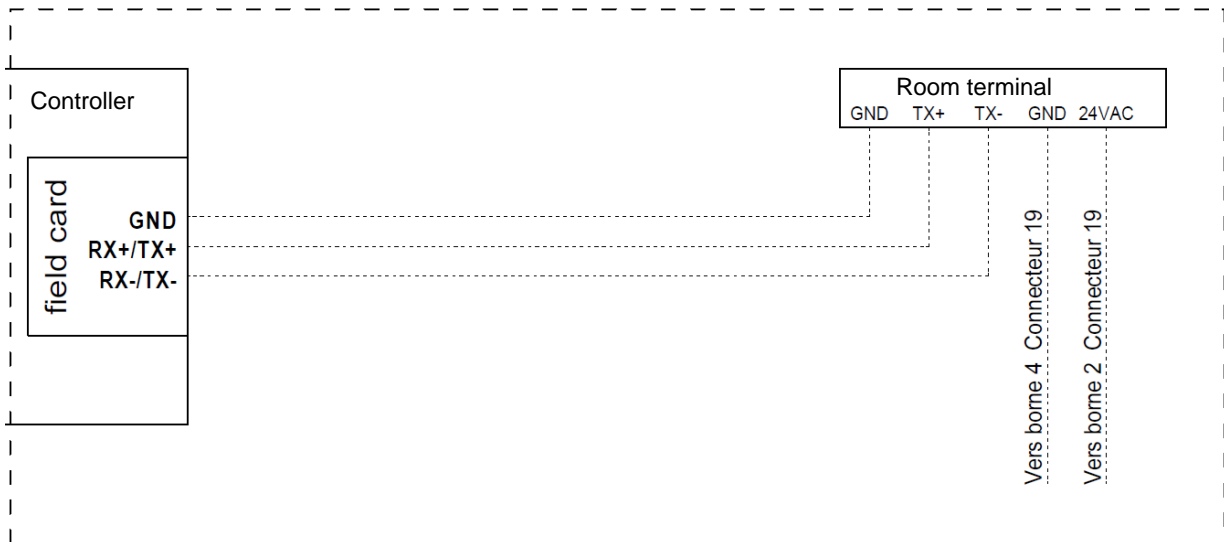 Controller
field card
GND
RX+/TX+
RX-/TX-
Room terminal
GND TX+ TX- GND 24VAC
Vers borne 4 Connecteur 19
Vers borne 2 Connecteur 19